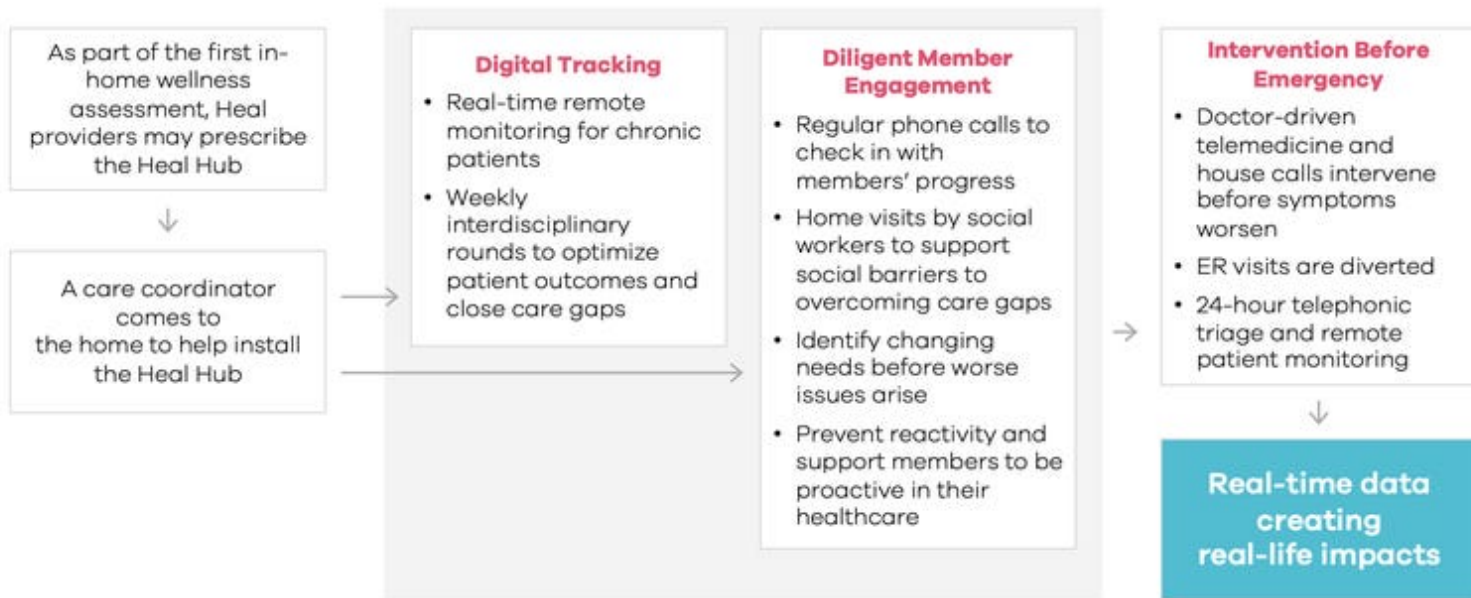 As part of the first in-
home wellness
assessment, Heal
providers may prescribe
the Heal Hub
A care coordinator
comes to
the home to help install
the Heal Hub
Digital Tracking
• Real-time remote
monitoring for chronic
patients
• Weekly
interdisciplinary
rounds to optimize
patient outcomes and
close care gaps
Diligent Member
Engagement
• Regular phone calls to
check in with
members’ progress
• Home visits by social
workers to support
social barriers to
overcoming care gaps
• Identify changing
needs before worse
issues arise
• Prevent reactivity and
support members to be
proactive in their
healthcare
Intervention Before
Emergency
• Doctor-driven
telemedicine and
house calls intervene
before symptoms
worsen
• ER visits are diverted
• 24-hour telephonic
triage and remote
patient monitoring
Real-time data
creating
real-life impacts